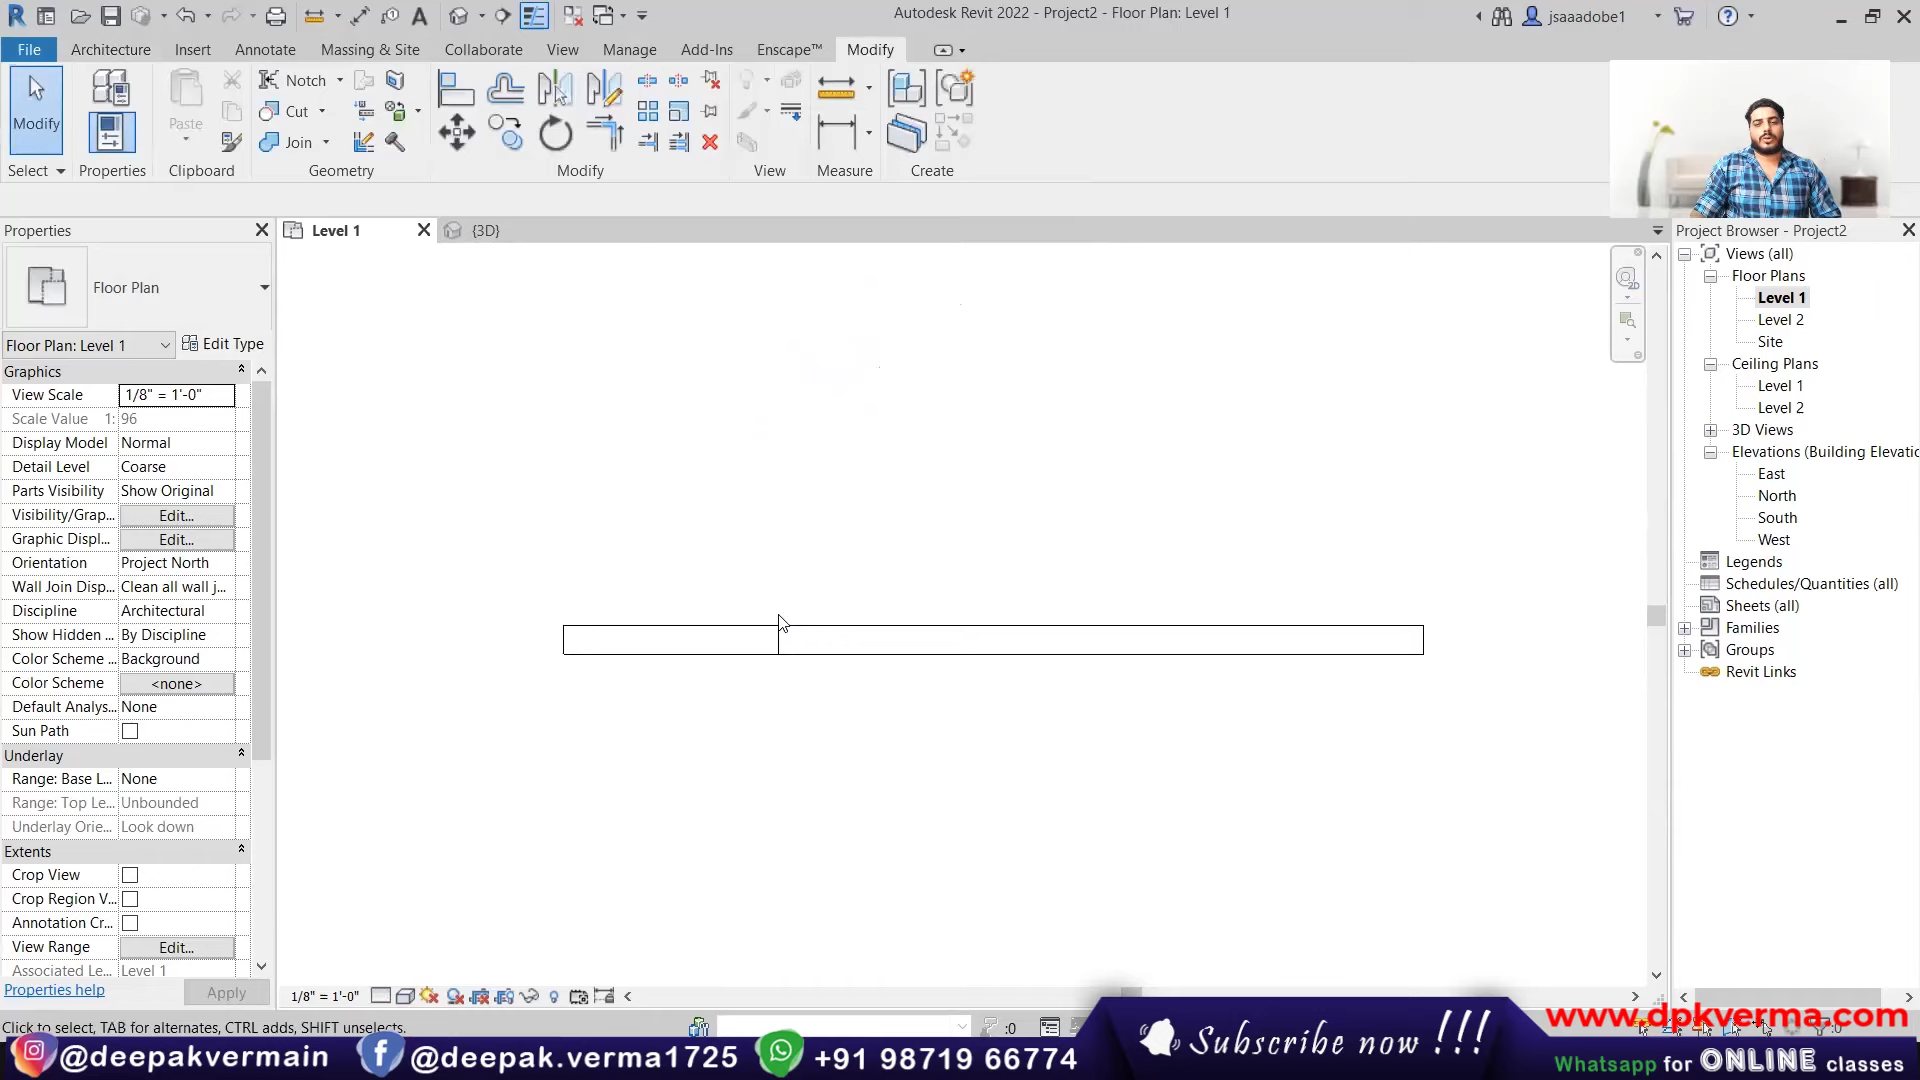 Autodesk Revit 2022 - Project2 - Floor Plan: Level 1
jsaaadobe1
File Architecture Insert Annotate Massing & Site Collaborate View Manage Add-Ins Enscape™ Modify
Modify
Paste
Notch
Cut
Join
Select Properties Clipboard Geometry Modify View Measure Create
Properties
Level 1
{3D}
Project Browser - Project2
Floor Plan
Floor Plan: Level 1
Edit Type
Graphics
View Scale 1/8" = 1'-0"
Scale Value 1: 96
Display Model Normal
Detail Level Coarse
Parts Visibility Show Original
Visibility/Grap... Edit...
Graphic Displ... Edit...
Orientation Project North
Wall Join Disp... Clean all wall j...
Discipline Architectural
Show Hidden ... By Discipline
Color Scheme ... Background
Color Scheme <none>
Default Analys... None
Sun Path
Underlay
Range: Base L... None
Range: Top Le... Unbounded
Underlay Orie... Look down
Extents
Crop View
Crop Region V...
Annotation Cr...
View Range Edit...
Associated Le... Level 1
Properties help
Apply
Views (all)
Floor Plans
Level 1
Level 2
Site
Ceiling Plans
Level 1
Level 2
3D Views
Elevations (Building Elevatio
East
North
South
West
Legends
Schedules/Quantities (all)
Sheets (all)
Families
Groups
Revit Links
2D
1/8" = 1'-0"
Click to select, TAB for alternates, CTRL adds, SHIFT unselects.
:0
:0
@deepakvermain
@deepak.verma1725
+91 98719 66774
Subscribe now !!!
www.dpkverma.com
Whatsapp for ONLINE classes